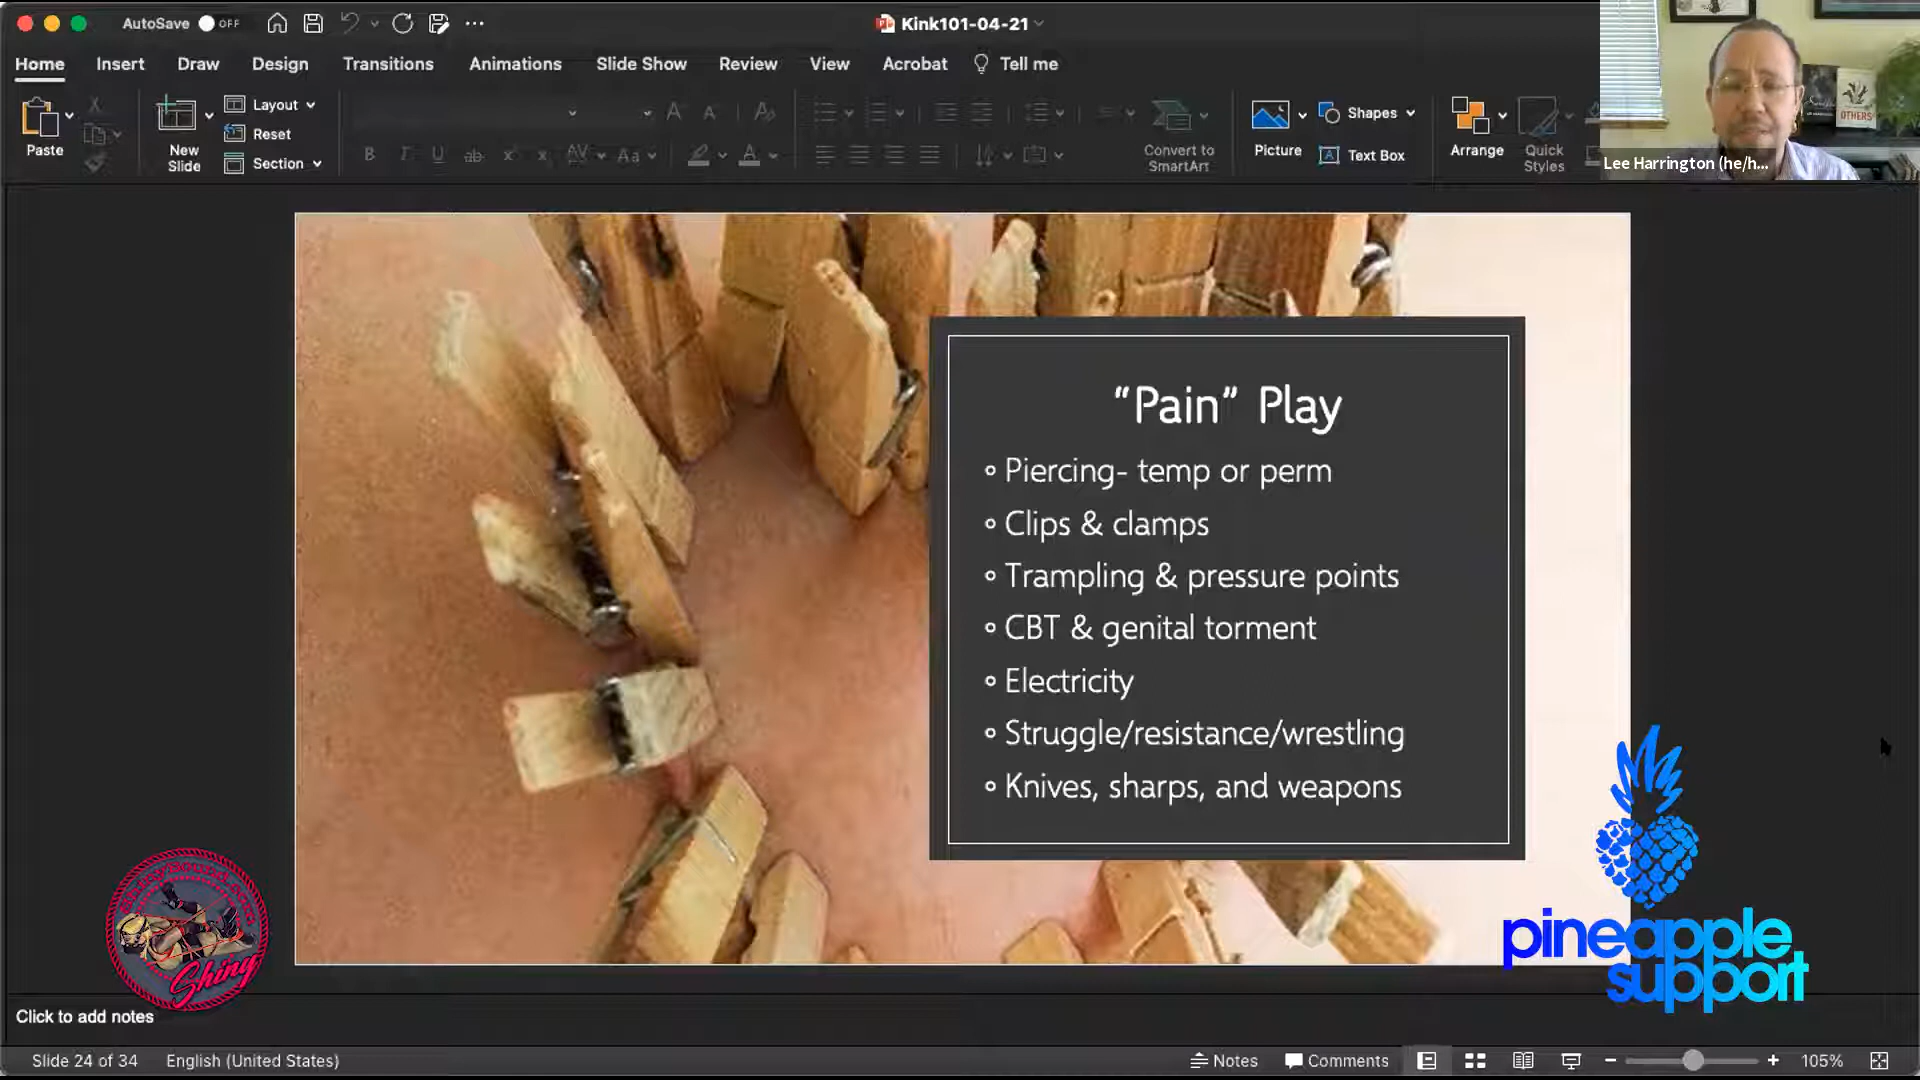 AutoSave OFF
Kink101-04-21
Home Insert Draw Design Transitions Animations Slide Show Review View Acrobat Tell me
Paste
New Slide
Layout
Reset
Section
Convert to SmartArt
Picture
Shapes
Text Box
Arrange
Quick Styles
OTHERS
Lee Harrington (he/h...
“Pain” Play
Piercing- temp or perm
Clips & clamps
Trampling & pressure points
CBT & genital torment
Electricity
Struggle/resistance/wrestling
Knives, sharps, and weapons
Shiny
pineapple
support
Click to add notes
Slide 24 of 34 English (United States) Notes Comments 105%